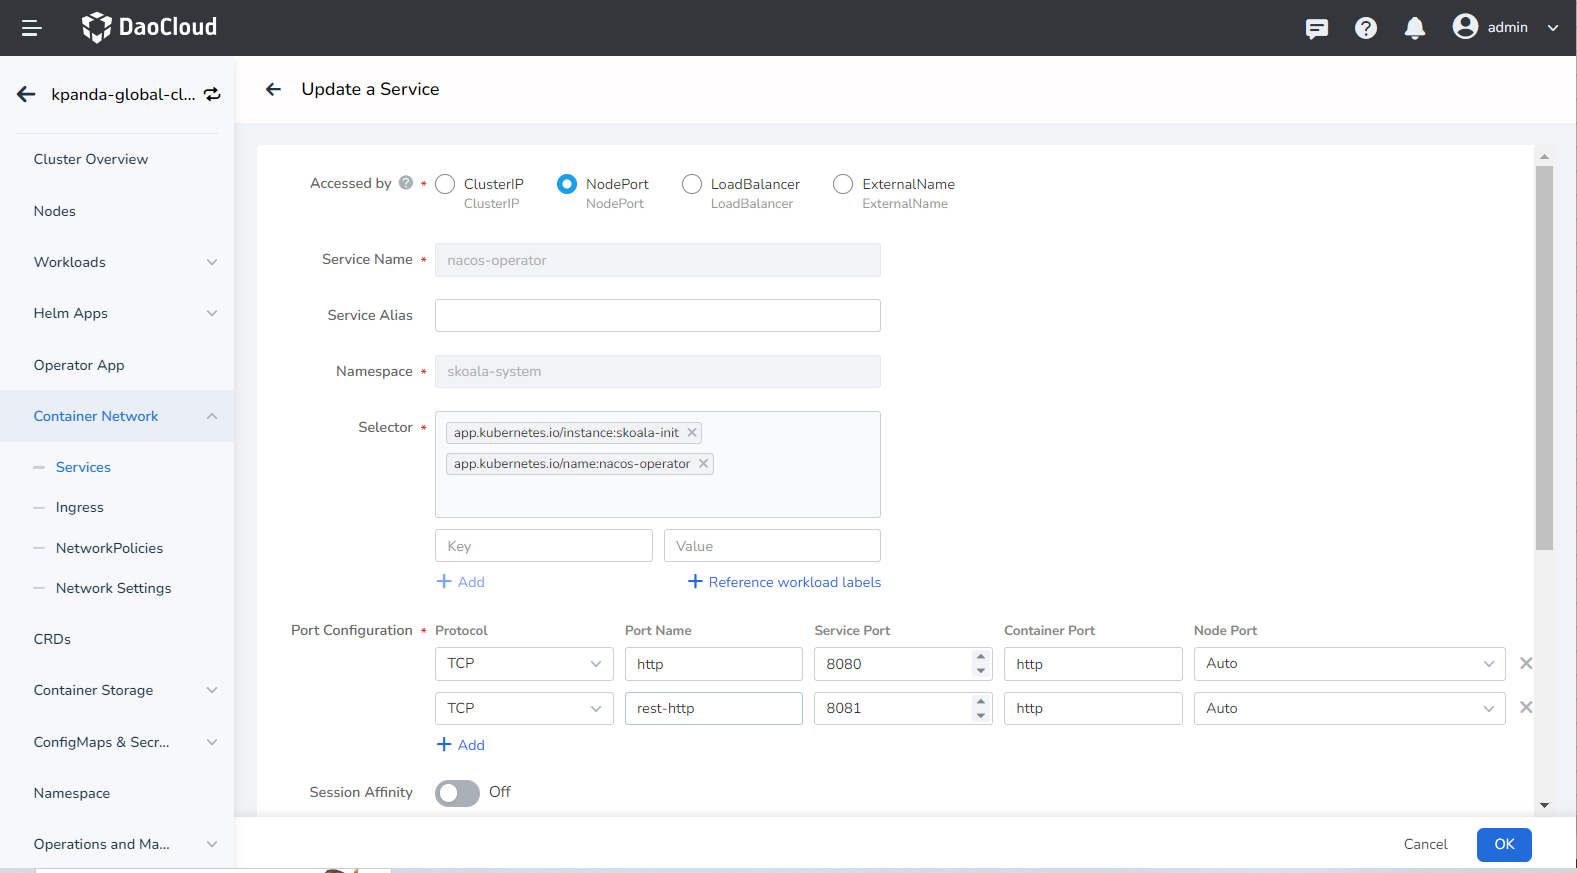 DaoCloud
admin
kpanda-global-cl...
Update a Service
Cluster Overview
Nodes
Workloads
Helm Apps
Operator App
Container Network
Services
Ingress
NetworkPolicies
Network Settings
CRDs
Container Storage
ConfigMaps & Secr...
Namespace
Operations and Ma...
Accessed by ? *
ClusterIP
ClusterIP
NodePort
NodePort
LoadBalancer
LoadBalancer
ExternalName
ExternalName
Service Name * nacos-operator
Service Alias
Namespace * skoala-system
Selector * app.kubernetes.io/instance:skoala-init
app.kubernetes.io/name:nacos-operator
Key Value
+ Add + Reference workload labels
Port Configuration * Protocol Port Name Service Port Container Port Node Port
TCP http 8080 http Auto
TCP rest-http 8081 http Auto
+ Add
Session Affinity Off
Cancel OK